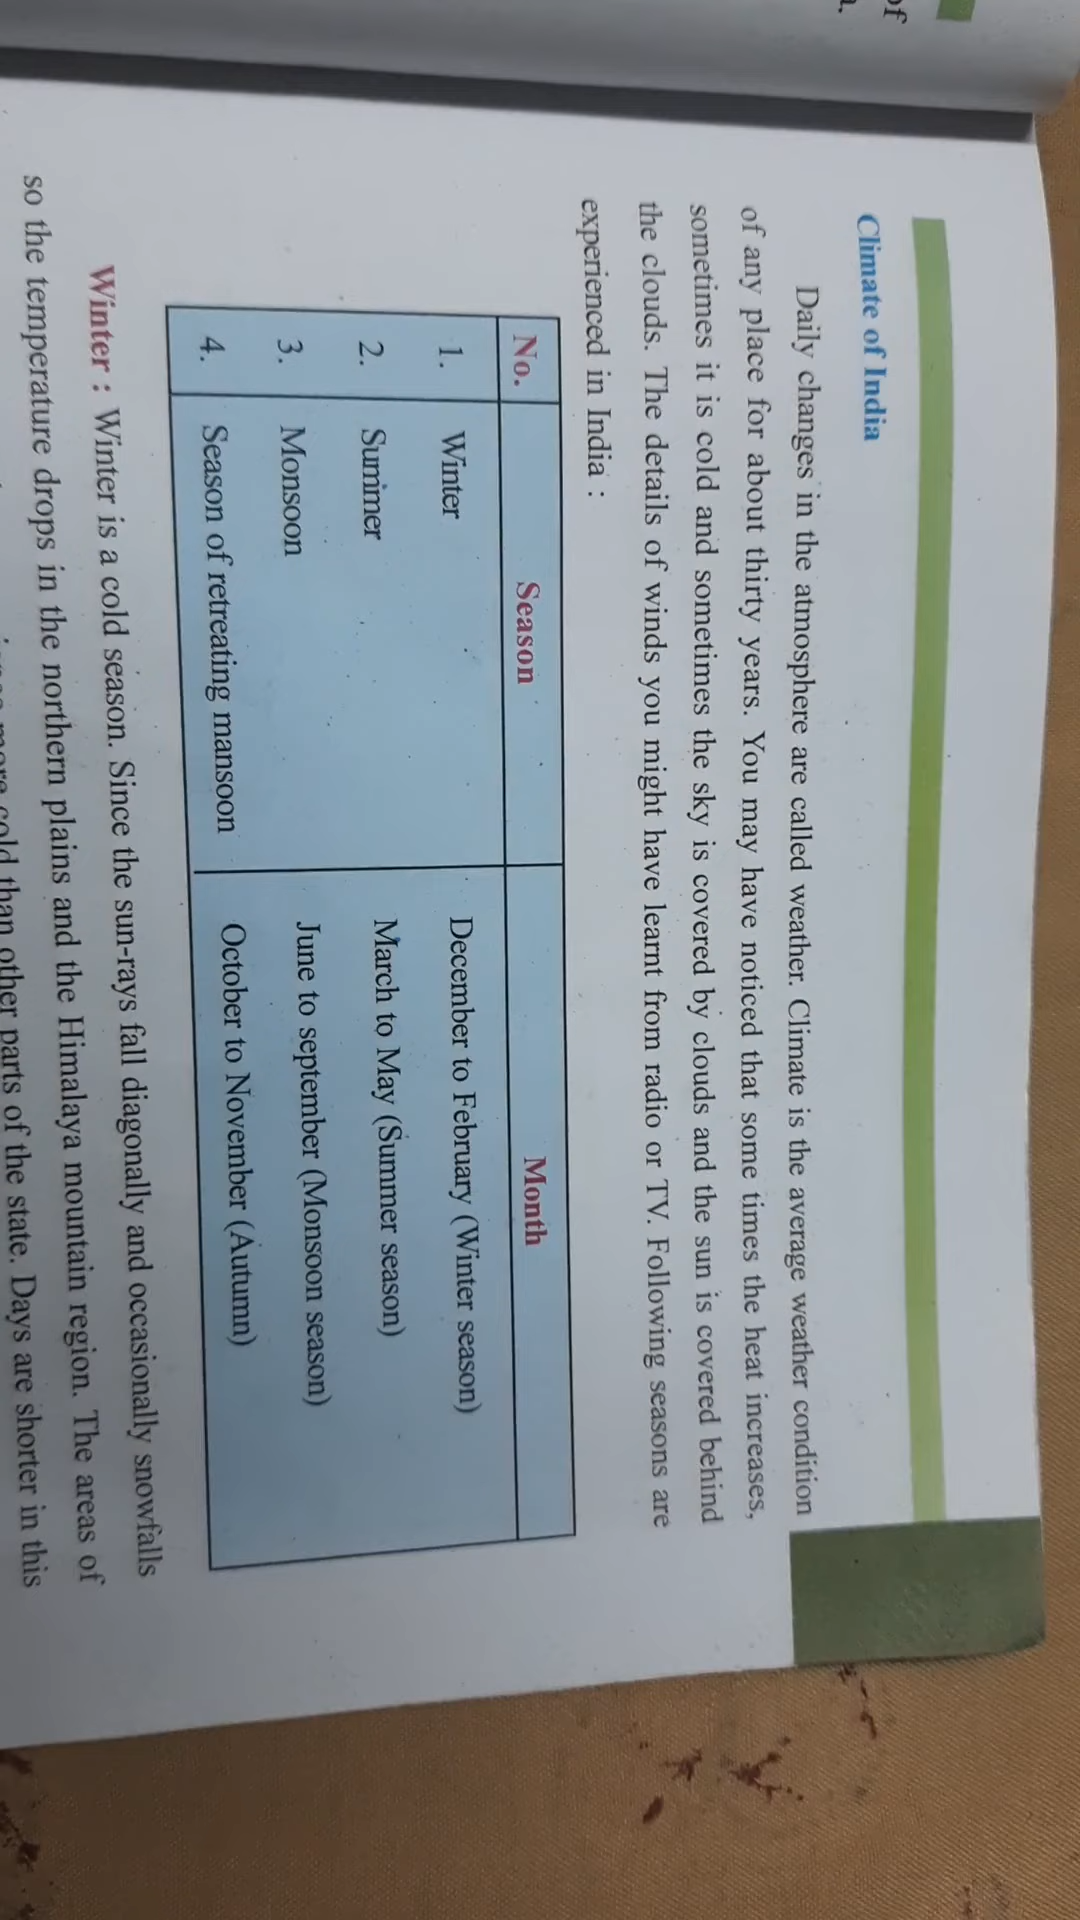 of
Climate of India
Daily changes in the atmosphere are called weather. Climate is the average weather condition
of any place for about thirty years. You may have noticed that some times the heat increases,
sometimes it is cold and sometimes the sky is covered by clouds and the sun is covered behind
the clouds. The details of winds you might have learnt from radio or TV. Following seasons are
experienced in India :
No. Season Month
1. Winter December to February (Winter season)
2. Summer March to May (Summer season)
3. Monsoon June to september (Monsoon season)
4. Season of retreating mansoon October to November (Autumn)
Winter : Winter is a cold season. Since the sun-rays fall diagonally and occasionally snowfalls
so the temperature drops in the northern plains and the Himalaya mountain region. The areas of
more cold than other parts of the state. Days are shorter in this